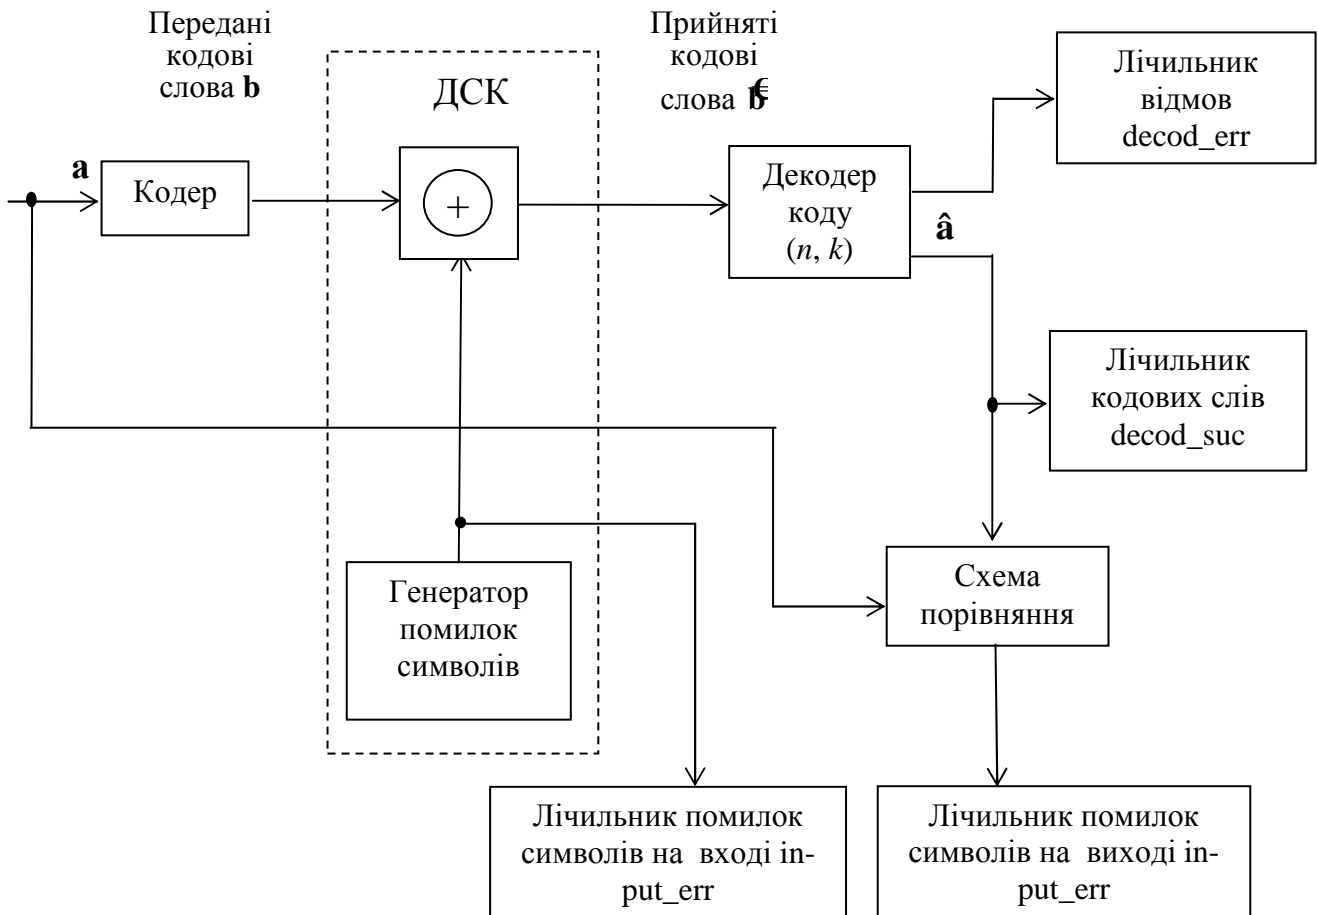 Передані
кодові
слова b
ДСК
Прийняті
кодові
слова
Лічильник
відмов
decod_err
a
Кодер
+
Декодер
коду
(n, k)
â
Лічильник
кодових слів
decod_suc
Генератор
помилок
символів
Схема
порівняння
Лічильник помилок
символів на вході in-
put_err
Лічильник помилок
символів на виході in-
put_err